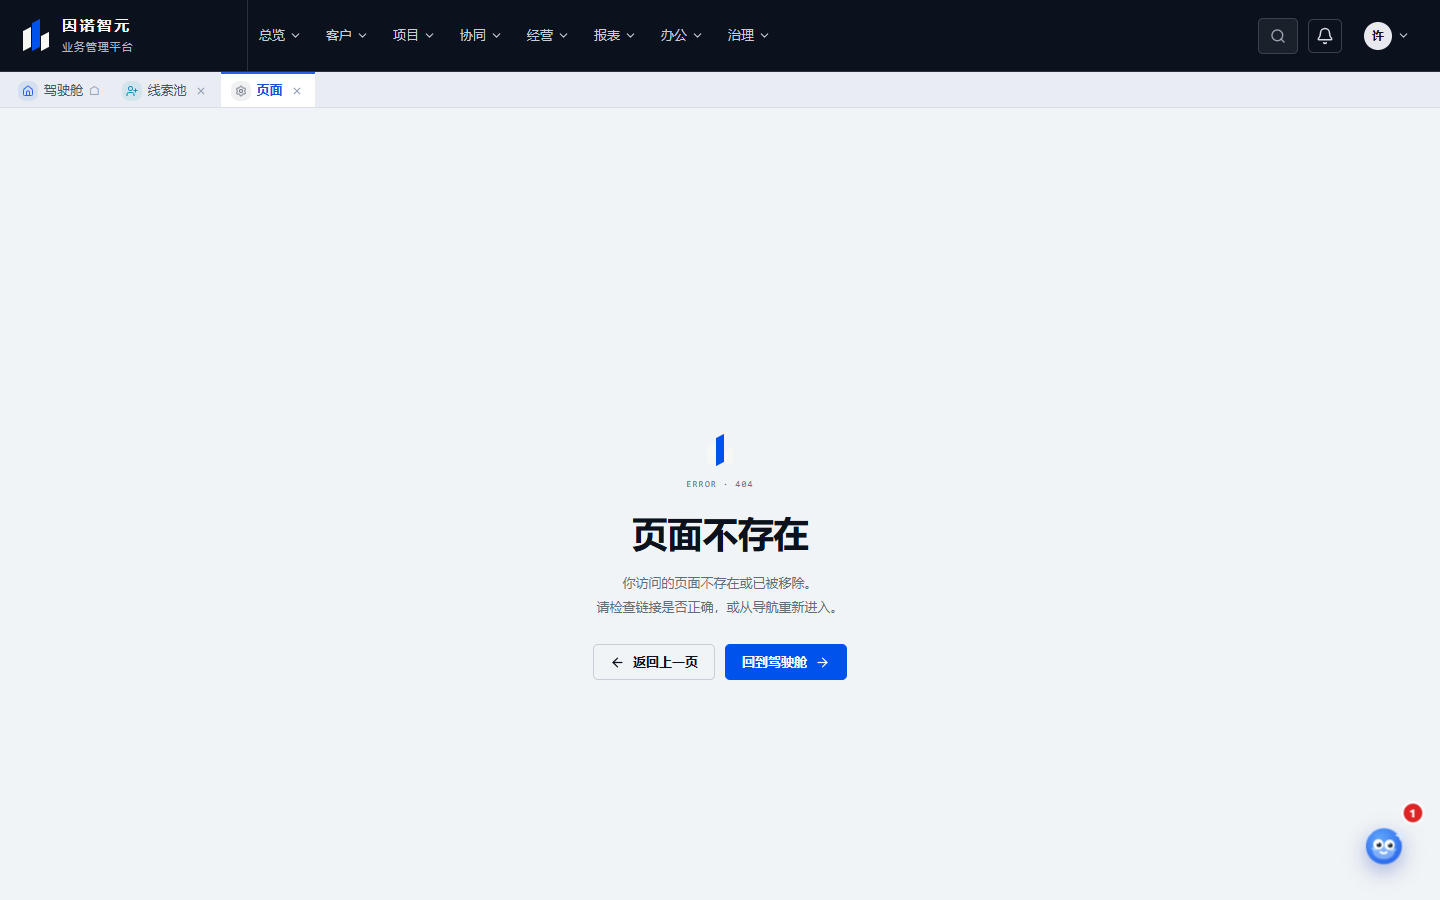 因诺智元
业务管理平台
总览 客户 项目 协同 经营 报表 办公 治理
许
驾驶舱 线索池 页面
ERROR · 404
页面不存在
你访问的页面不存在或已被移除。
请检查链接是否正确，或从导航重新进入。
返回上一页 回到驾驶舱
1